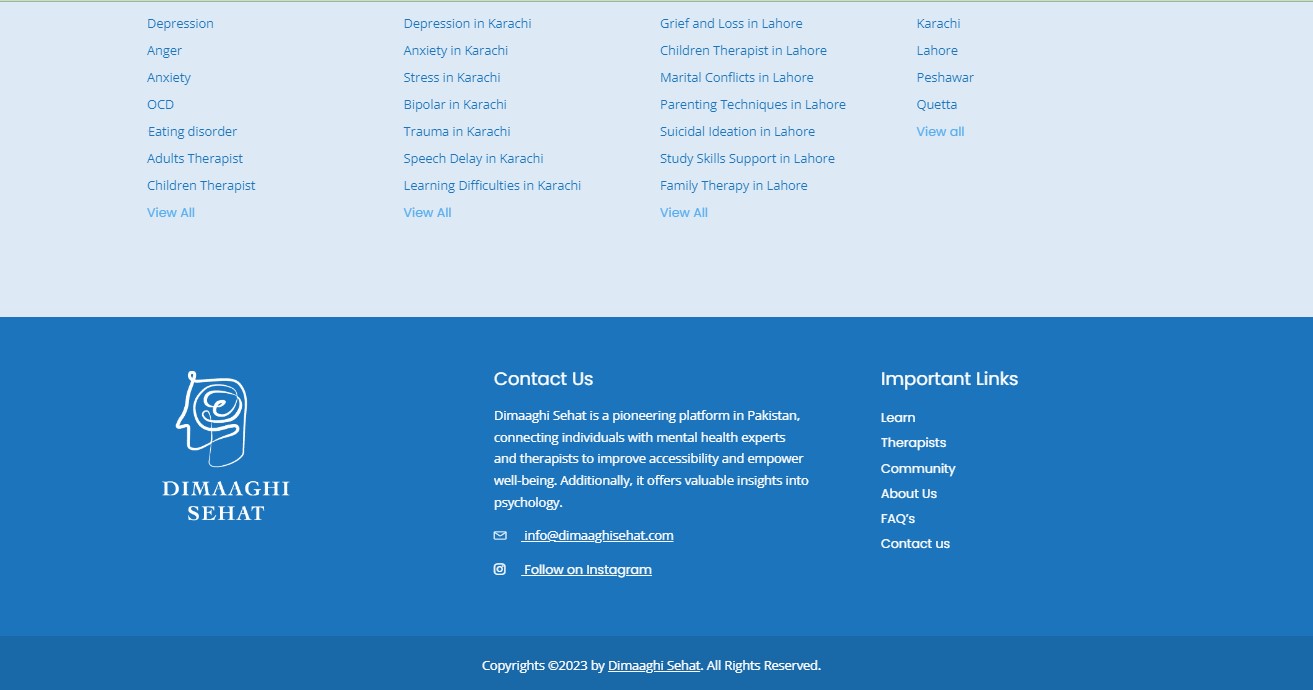 Depression
Anger
Anxiety
OCD
Eating disorder
Adults Therapist
Children Therapist
View All
Depression in Karachi
Anxiety in Karachi
Stress in Karachi
Bipolar in Karachi
Trauma in Karachi
Speech Delay in Karachi
Learning Difficulties in Karachi
View All
Grief and Loss in Lahore
Children Therapist in Lahore
Marital Conflicts in Lahore
Parenting Techniques in Lahore
Suicidal Ideation in Lahore
Study Skills Support in Lahore
Family Therapy in Lahore
View All
Karachi
Lahore
Peshawar
Quetta
View all
DIMAAGHI
SEHAT
Contact Us
Dimaaghi Sehat is a pioneering platform in Pakistan,
connecting individuals with mental health experts
and therapists to improve accessibility and empower
well-being. Additionally, it offers valuable insights into
psychology.
info@dimaaghisehat.com
Follow on Instagram
Important Links
Learn
Therapists
Community
About Us
FAQ's
Contact us
Copyrights ©2023 by Dimaaghi Sehat. All Rights Reserved.